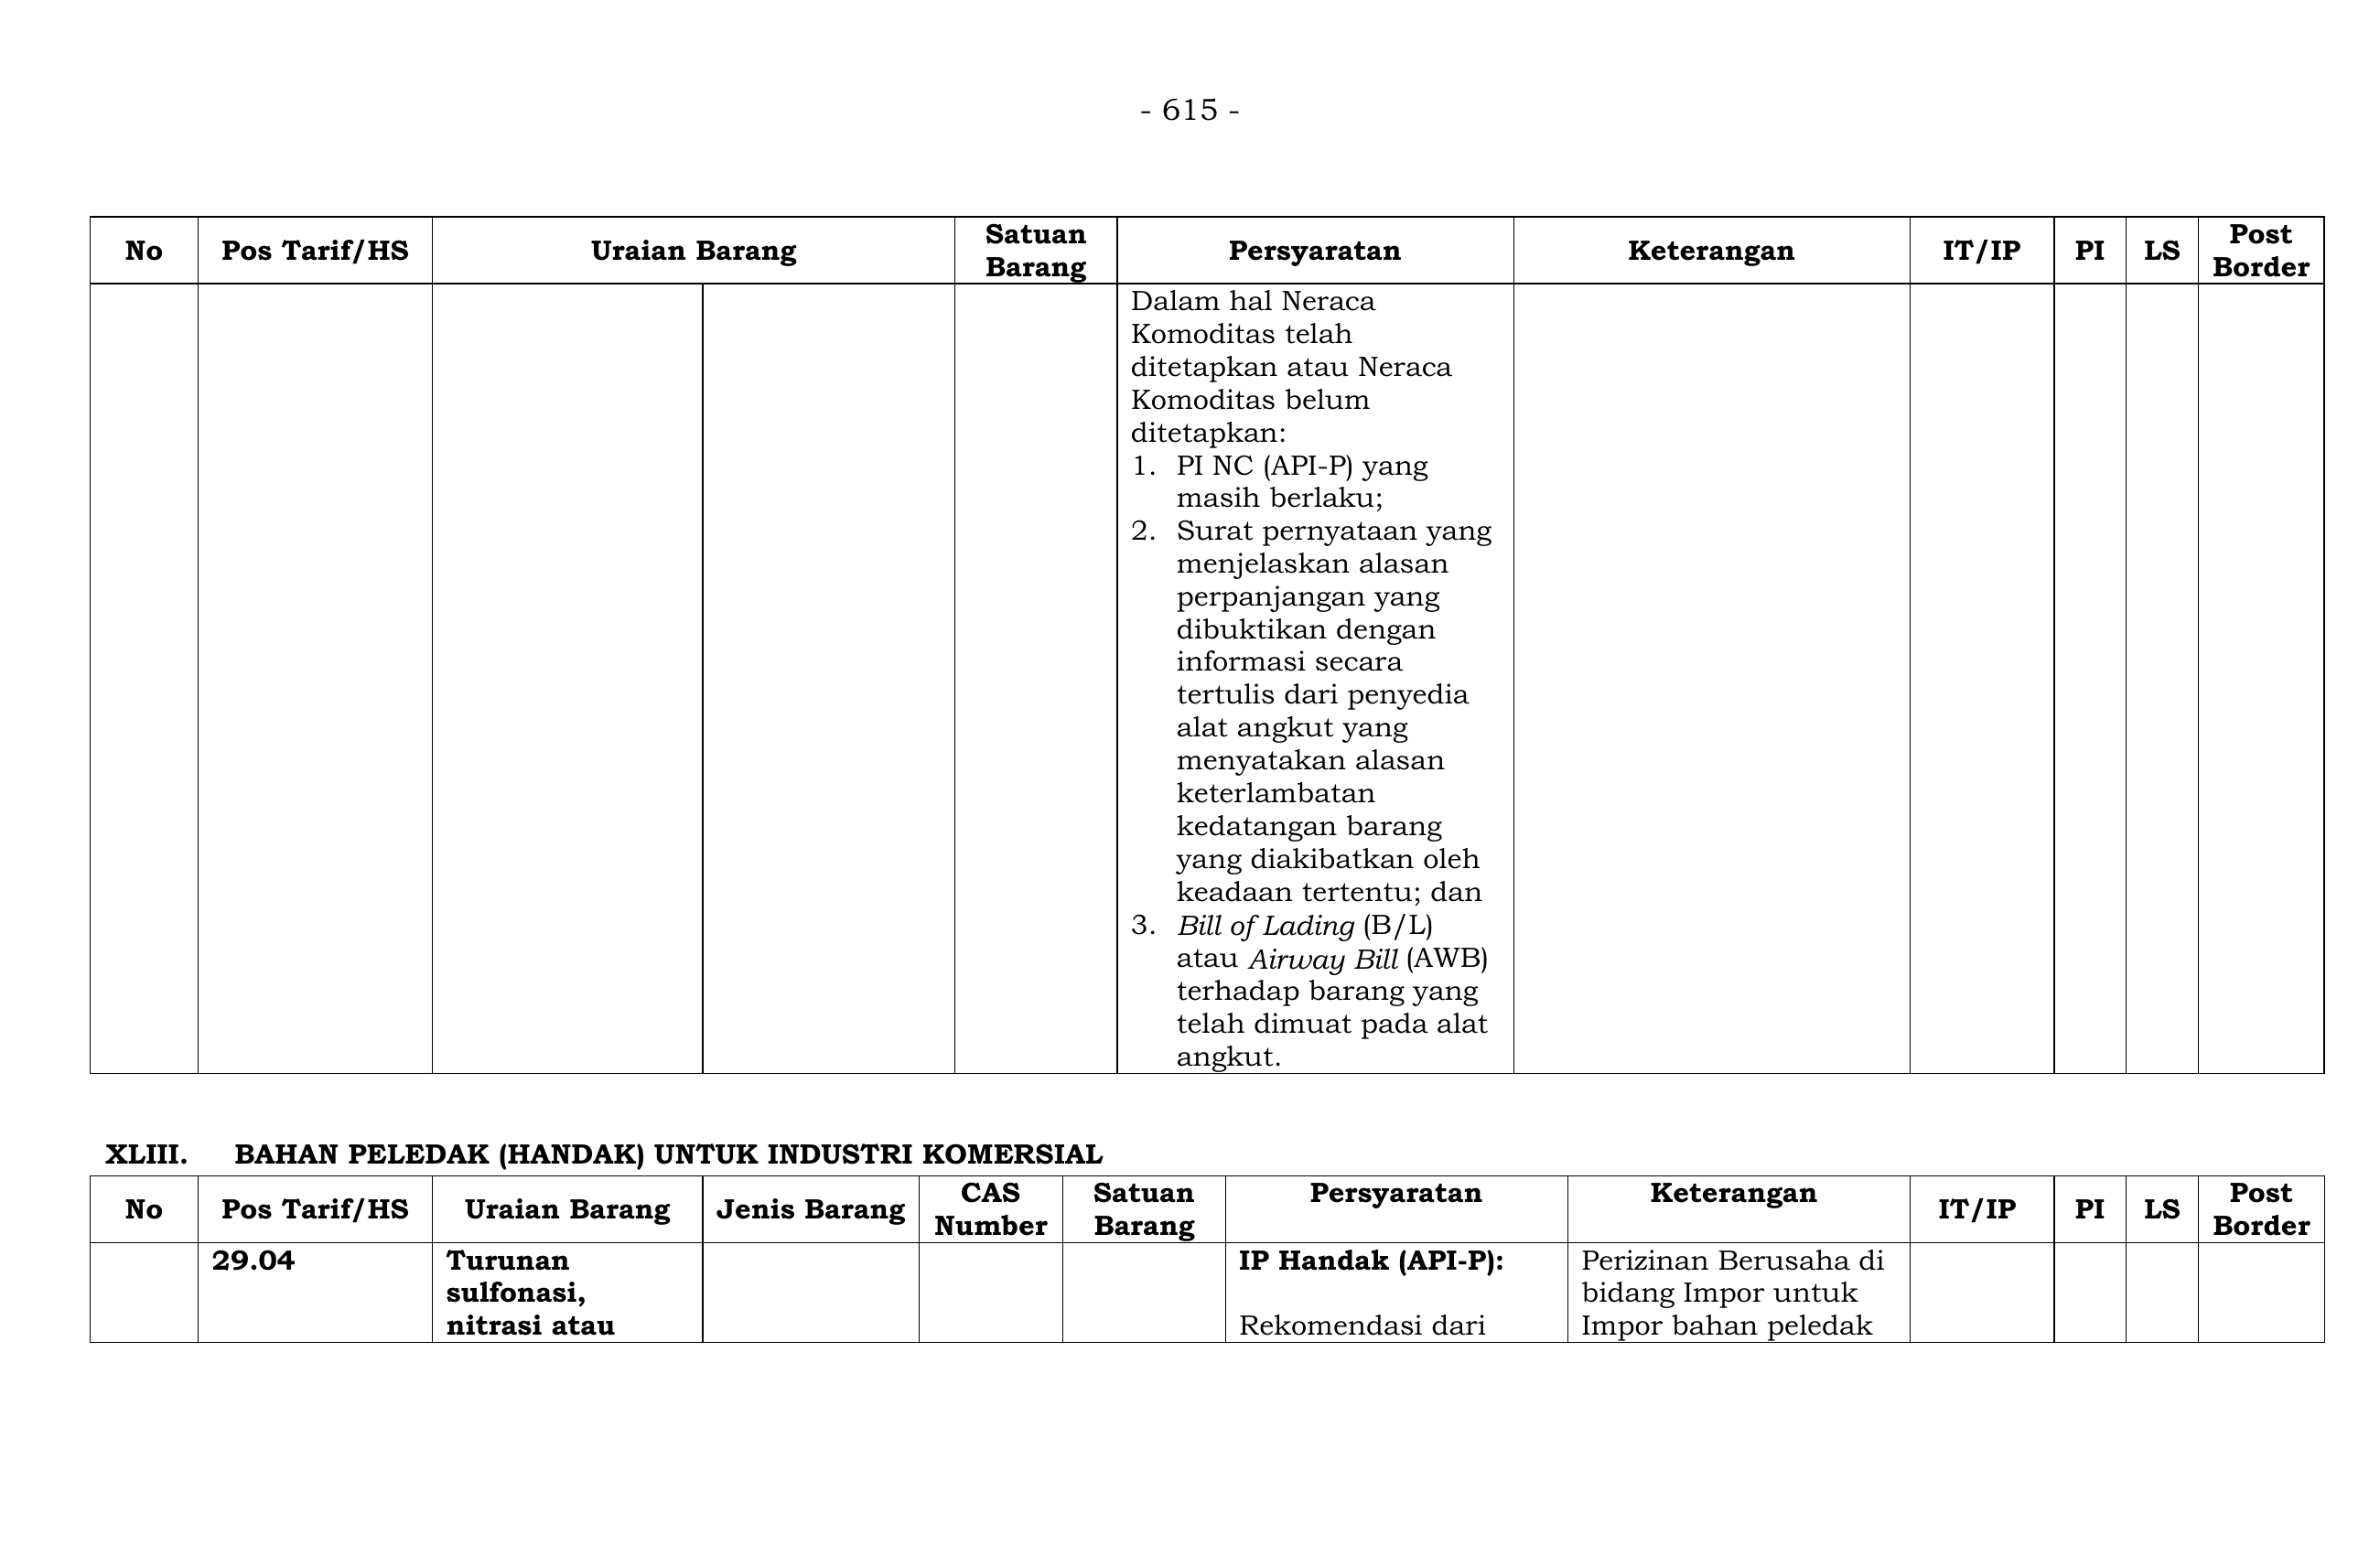 - 615 -
No Pos Tarif/HS Uraian Barang Satuan Barang Persyaratan Keterangan IT/IP PI LS Post Border
Dalam hal Neraca
Komoditas telah
ditetapkan atau Neraca
Komoditas belum
ditetapkan:
1. PI NC (API-P) yang
masih berlaku;
2. Surat pernyataan yang
menjelaskan alasan
perpanjangan yang
dibuktikan dengan
informasi secara
tertulis dari penyedia
alat angkut yang
menyatakan alasan
keterlambatan
kedatangan barang
yang diakibatkan oleh
keadaan tertentu; dan
3. Bill of Lading (B/L)
atau Airway Bill (AWB)
terhadap barang yang
telah dimuat pada alat
angkut.
XLIII. BAHAN PELEDAK (HANDAK) UNTUK INDUSTRI KOMERSIAL
No Pos Tarif/HS Uraian Barang Jenis Barang CAS Number Satuan Barang Persyaratan Keterangan IT/IP PI LS Post Border
29.04 Turunan IP Handak (API-P): Perizinan Berusaha di
sulfonasi, bidang Impor untuk
nitrasi atau Rekomendasi dari Impor bahan peledak